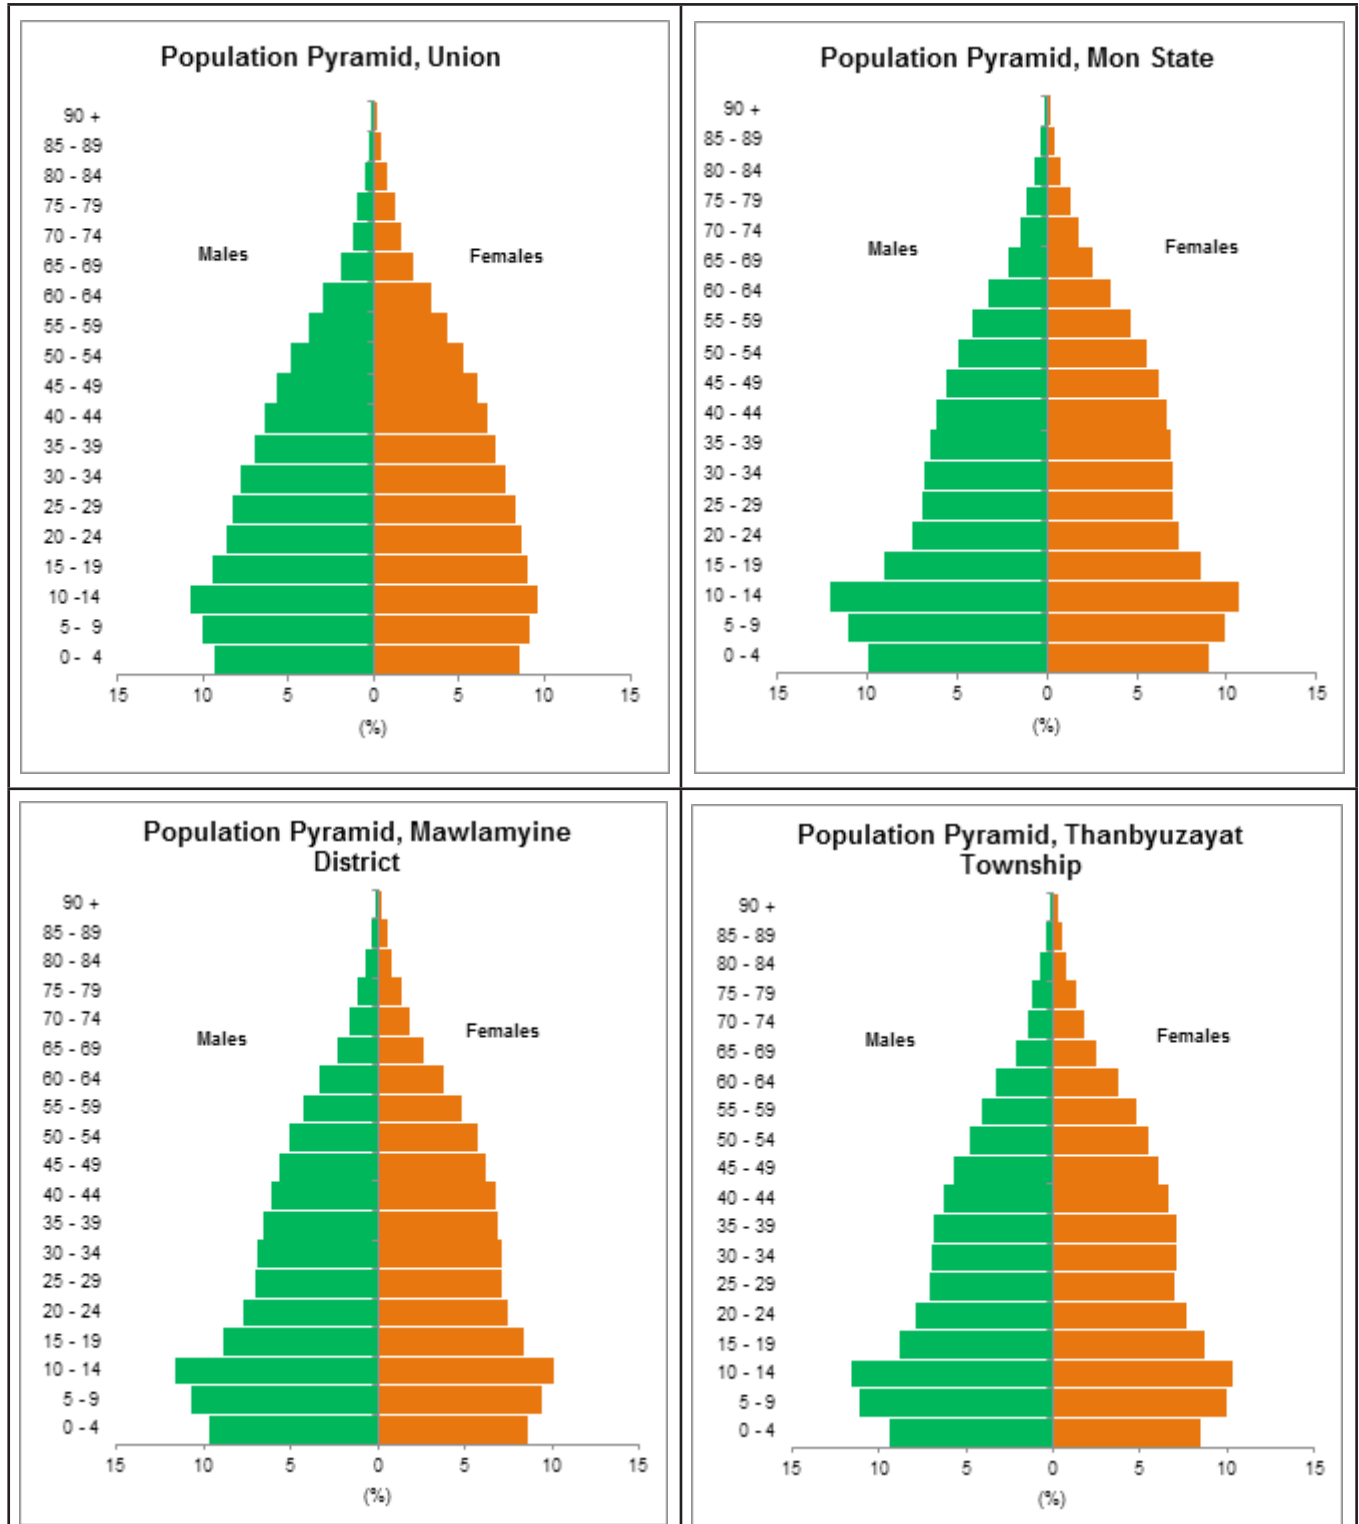 Population Pyramid, Union
90 +
85 - 89
80 - 84
75 - 79
70 - 74
65 - 69
60 - 64
55 - 59
50 - 54
45 - 49
40 - 44
35 - 39
30 - 34
25 - 29
20 - 24
15 - 19
10 -14
5 - 9
0 - 4
Males
Females
15 10 5 0 5 10 15
(%)
Population Pyramid, Mon State
90 +
85 - 89
80 - 84
75 - 79
70 - 74
65 - 69
60 - 64
55 - 59
50 - 54
45 - 49
40 - 44
35 - 39
30 - 34
25 - 29
20 - 24
15 - 19
10 - 14
5 - 9
0 - 4
Males
Females
15 10 5 0 5 10 15
(%)
Population Pyramid, Mawlamyine
District
90 +
85 - 89
80 - 84
75 - 79
70 - 74
65 - 69
60 - 64
55 - 59
50 - 54
45 - 49
40 - 44
35 - 39
30 - 34
25 - 29
20 - 24
15 - 19
10 - 14
5 - 9
0 - 4
Males
Females
15 10 5 0 5 10 15
(%)
Population Pyramid, Thanbyuzayat
Township
90 +
85 - 89
80 - 84
75 - 79
70 - 74
65 - 69
60 - 64
55 - 59
50 - 54
45 - 49
40 - 44
35 - 39
30 - 34
25 - 29
20 - 24
15 - 19
10 - 14
5 - 9
0 - 4
Males
Females
15 10 5 0 5 10 15
(%)